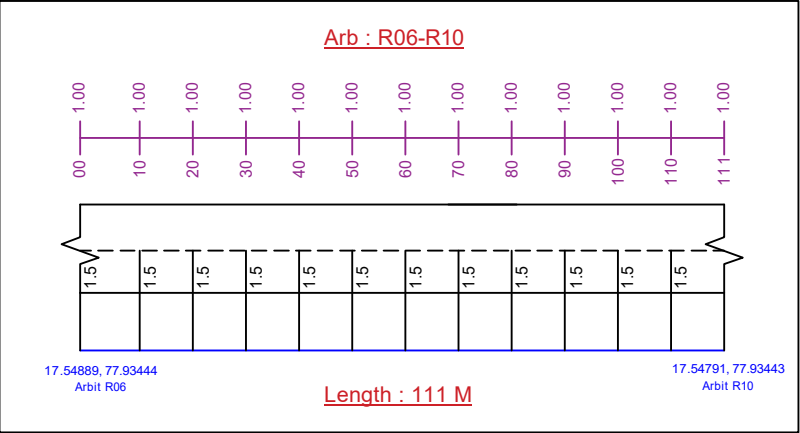 Arb : R06-R10
1.00 1.00 1.00 1.00 1.00 1.00 1.00 1.00 1.00 1.00 1.00 1.00 1.00
00 10 20 30 40 50 60 70 80 90 100 110 111
1.5 1.5 1.5 1.5 1.5 1.5 1.5 1.5 1.5 1.5 1.5 1.5
17.54889, 77.93444
Arbit R06
17.54791, 77.93443
Arbit R10
Length : 111 M